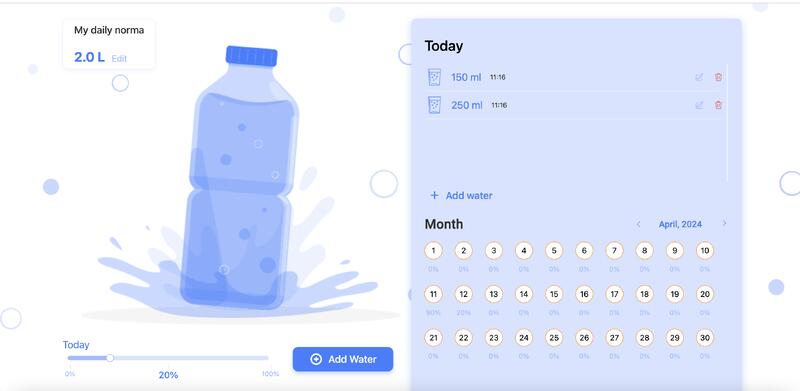 My daily norma
2.0 L Edit
Today
0% 20% 100%
Add Water
Today
150 ml 11:16
250 ml 11:16
+ Add water
Month < April, 2024 >
1 2 3 4 5 6 7 8 9 10
0% 0% 0% 0% 0% 0% 0% 0% 0% 0%
11 12 13 14 15 16 17 18 19 20
90% 20% 0% 0% 0% 0% 0% 0% 0% 0%
21 22 23 24 25 26 27 28 29 30
0% 0% 0% 0% 0% 0% 0% 0% 0% 0%